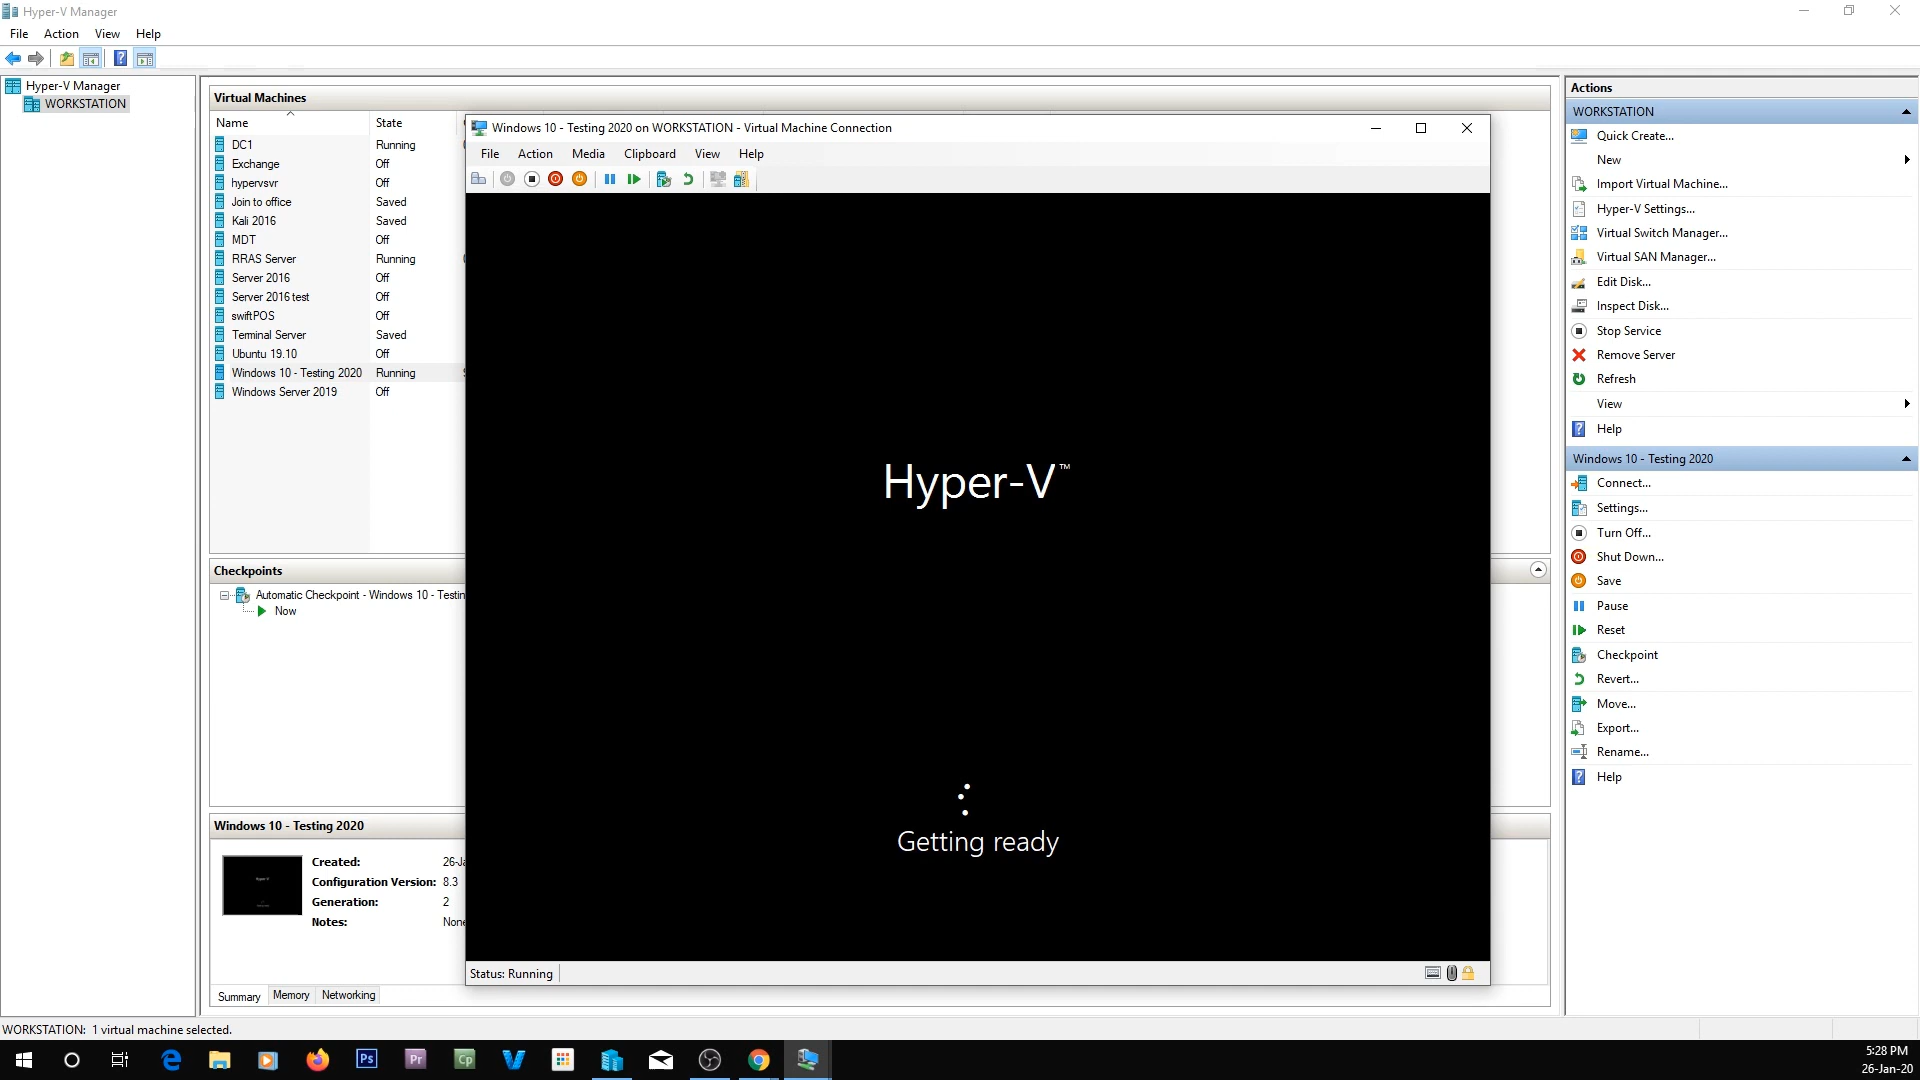 Hyper-V Manager
File Action View Help
Hyper-V Manager
WORKSTATION
Virtual Machines
Name State
DC1 Running
Exchange Off
hypervsvr Off
Join to office Saved
Kali 2016 Saved
MDT Off
RRAS Server Running
Server 2016 Off
Server 2016 test Off
swiftPOS Off
Terminal Server Saved
Ubuntu 19.10 Off
Windows 10 - Testing 2020 Running
Windows Server 2019 Off
Checkpoints
Automatic Checkpoint - Windows 10 - Testin
Now
Windows 10 - Testing 2020
Created: 26-Ja
Configuration Version: 8.3
Generation: 2
Notes: None
Summary Memory Networking
Windows 10 - Testing 2020 on WORKSTATION - Virtual Machine Connection
File Action Media Clipboard View Help
Hyper-V™
Getting ready
Status: Running
Actions
WORKSTATION
Quick Create...
New
Import Virtual Machine...
Hyper-V Settings...
Virtual Switch Manager...
Virtual SAN Manager...
Edit Disk...
Inspect Disk...
Stop Service
Remove Server
Refresh
View
Help
Windows 10 - Testing 2020
Connect...
Settings...
Turn Off...
Shut Down...
Save
Pause
Reset
Checkpoint
Revert...
Move...
Export...
Rename...
Help
WORKSTATION: 1 virtual machine selected.
Ps Pr Cp
5:28 PM
26-Jan-20